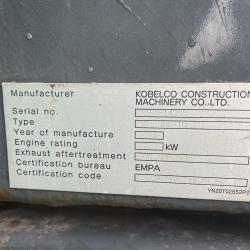 Manufacturer KOBELCO CONSTRUCTION
MACHINERY CO.,LTD.
Serial no.
Type
Year of manufacture
Engine rating kW
Exhaust aftertreatment
Certification bureau EMPA
Certification code
YN20T02652P2